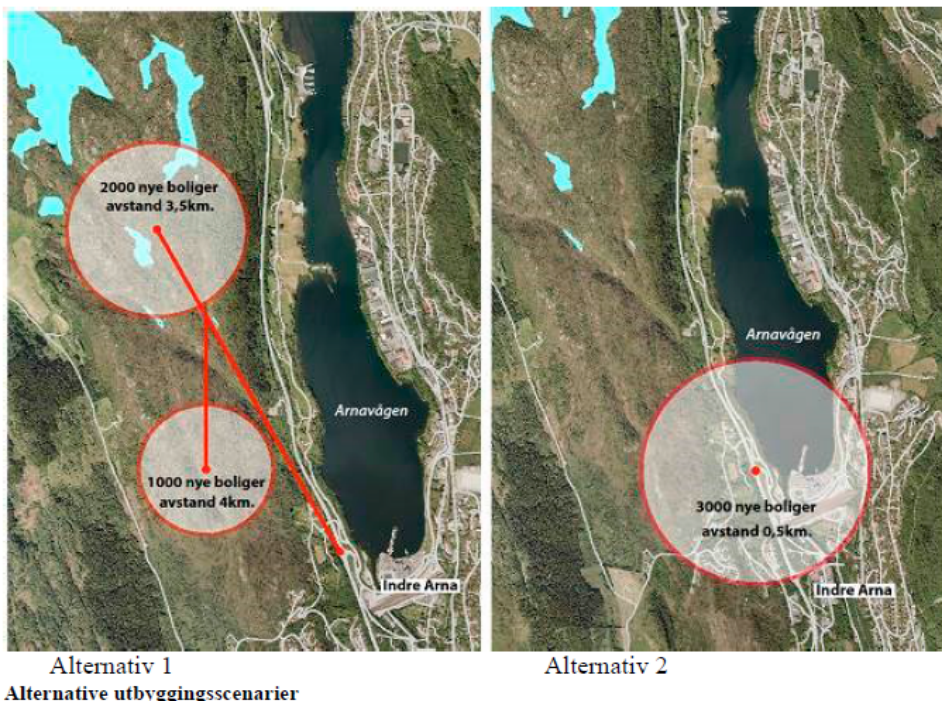 2000 nye boliger
avstand 3,5km.
Arnavågen
1000 nye boliger
avstand 4km.
Indre Arna
Arnavågen
3000 nye boliger
avstand 0,5km.
Indre Arna
Alternativ 1
Alternativ 2
Alternative utbyggingsscenarier